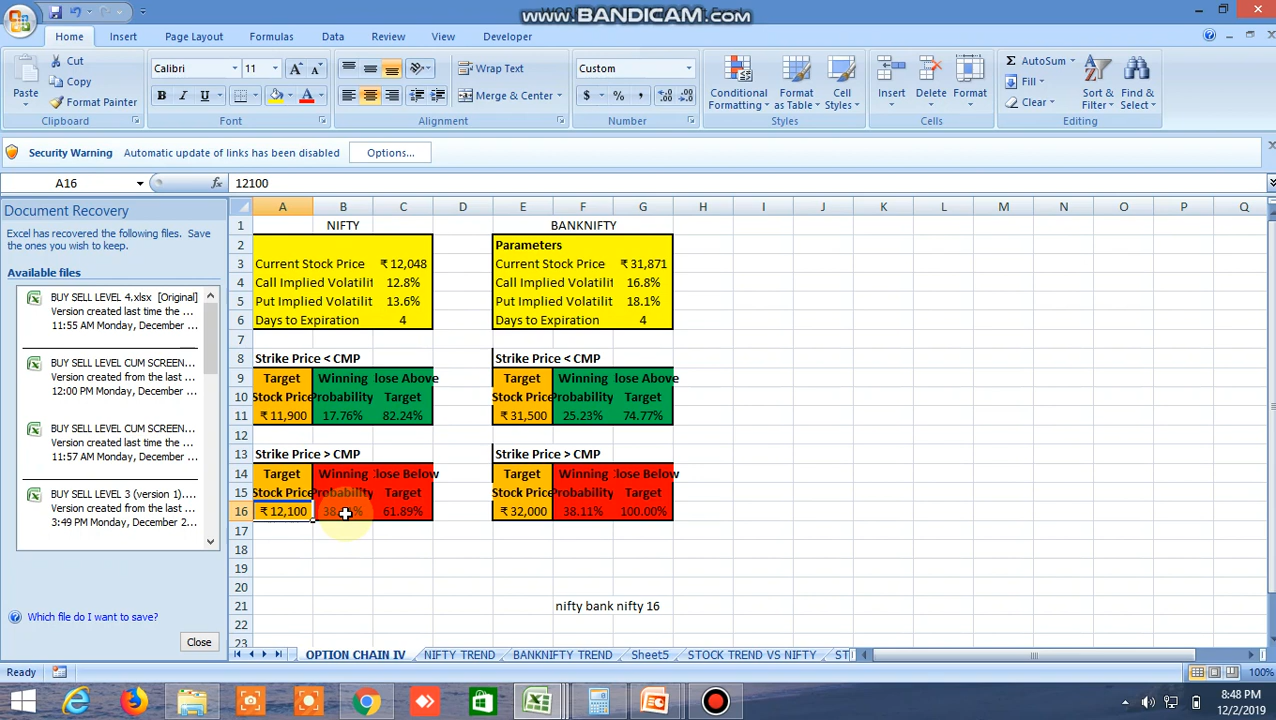 www.BANDICAM.com
Home Insert Page Layout Formulas Data Review View Developer
Cut
Copy
Format Painter
Paste
Clipboard
Calibri 11
B I U
Font
Wrap Text
Merge & Center
Alignment
Custom
$ % ,
Number
Conditional Formatting
Format as Table
Cell Styles
Styles
Insert Delete Format
Cells
Σ AutoSum
Fill
Clear
Sort & Filter
Find & Select
Editing
Security Warning Automatic update of links has been disabled Options...
A16 fx 12100
Document Recovery
Excel has recovered the following files. Save
the ones you wish to keep.
Available files
BUY SELL LEVEL 4.xlsx [Original]
Version created last time the ...
11:55 AM Monday, December ...
BUY SELL LEVEL CUM SCREEN...
Version created from the last ...
12:00 PM Monday, December ...
BUY SELL LEVEL CUM SCREEN...
Version created from the last ...
11:57 AM Monday, December ...
BUY SELL LEVEL 3 (version 1)....
Version created from the last ...
3:49 PM Monday, December 2...
Which file do I want to save?
Close
A B C D E F G H I J K L M N O P Q
1 NIFTY BANKNIFTY
2 Parameters
3 Current Stock Price ₹ 12,048 Current Stock Price ₹ 31,871
4 Call Implied Volatilit 12.8% Call Implied Volatilit 16.8%
5 Put Implied Volatilit 13.6% Put Implied Volatilit 18.1%
6 Days to Expiration 4 Days to Expiration 4
7
8 Strike Price < CMP Strike Price < CMP
9 Target Winning lose Above Target Winning lose Above
10 Stock Price Probability Target Stock Price Probability Target
11 ₹ 11,900 17.76% 82.24% ₹ 31,500 25.23% 74.77%
12
13 Strike Price > CMP Strike Price > CMP
14 Target Winning lose Below Target Winning lose Below
15 Stock Price Probability Target Stock Price Probability Target
16 ₹ 12,100 61.89% ₹ 32,000 38.11% 100.00%
17
18
19
20
21 nifty bank nifty 16
22
23
OPTION CHAIN IV NIFTY TREND BANKNIFTY TREND Sheet5 STOCK TREND VS NIFTY ST
Ready 100%
8:48 PM
12/2/2019